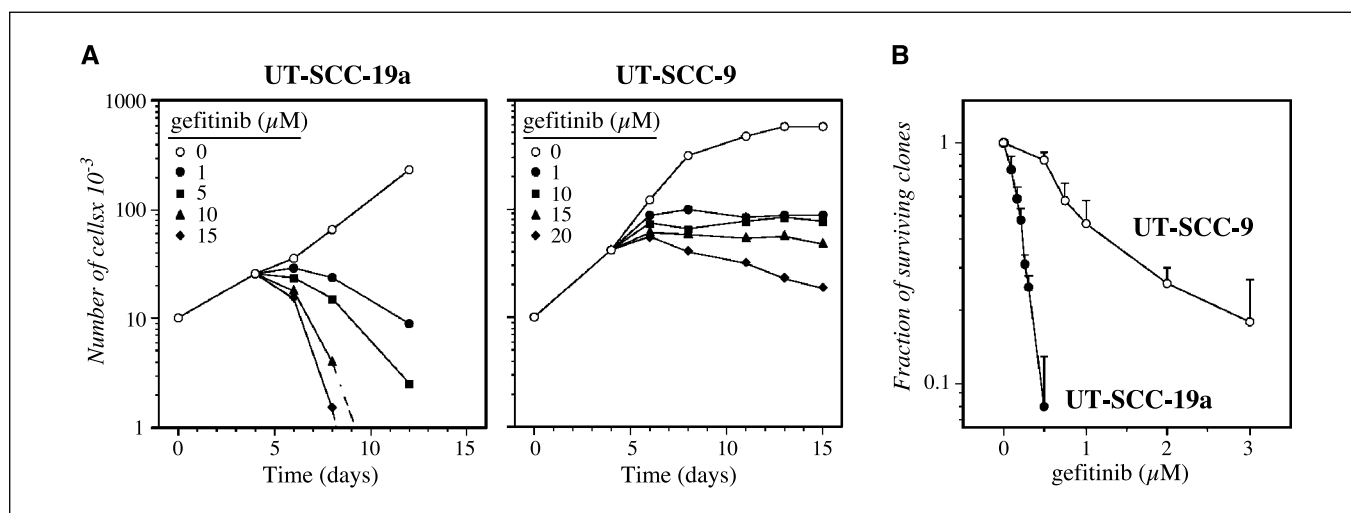 A
UT-SCC-19a
UT-SCC-9
B
Number of cellsx 10⁻³
1000
100
10
1
gefitinib (µM)
0
1
5
10
15
0
5
10
15
Time (days)
gefitinib (µM)
0
1
10
15
20
0
5
10
15
Time (days)
Fraction of surviving clones
1
0.1
UT-SCC-9
UT-SCC-19a
0
1
2
3
gefitinib (µM)